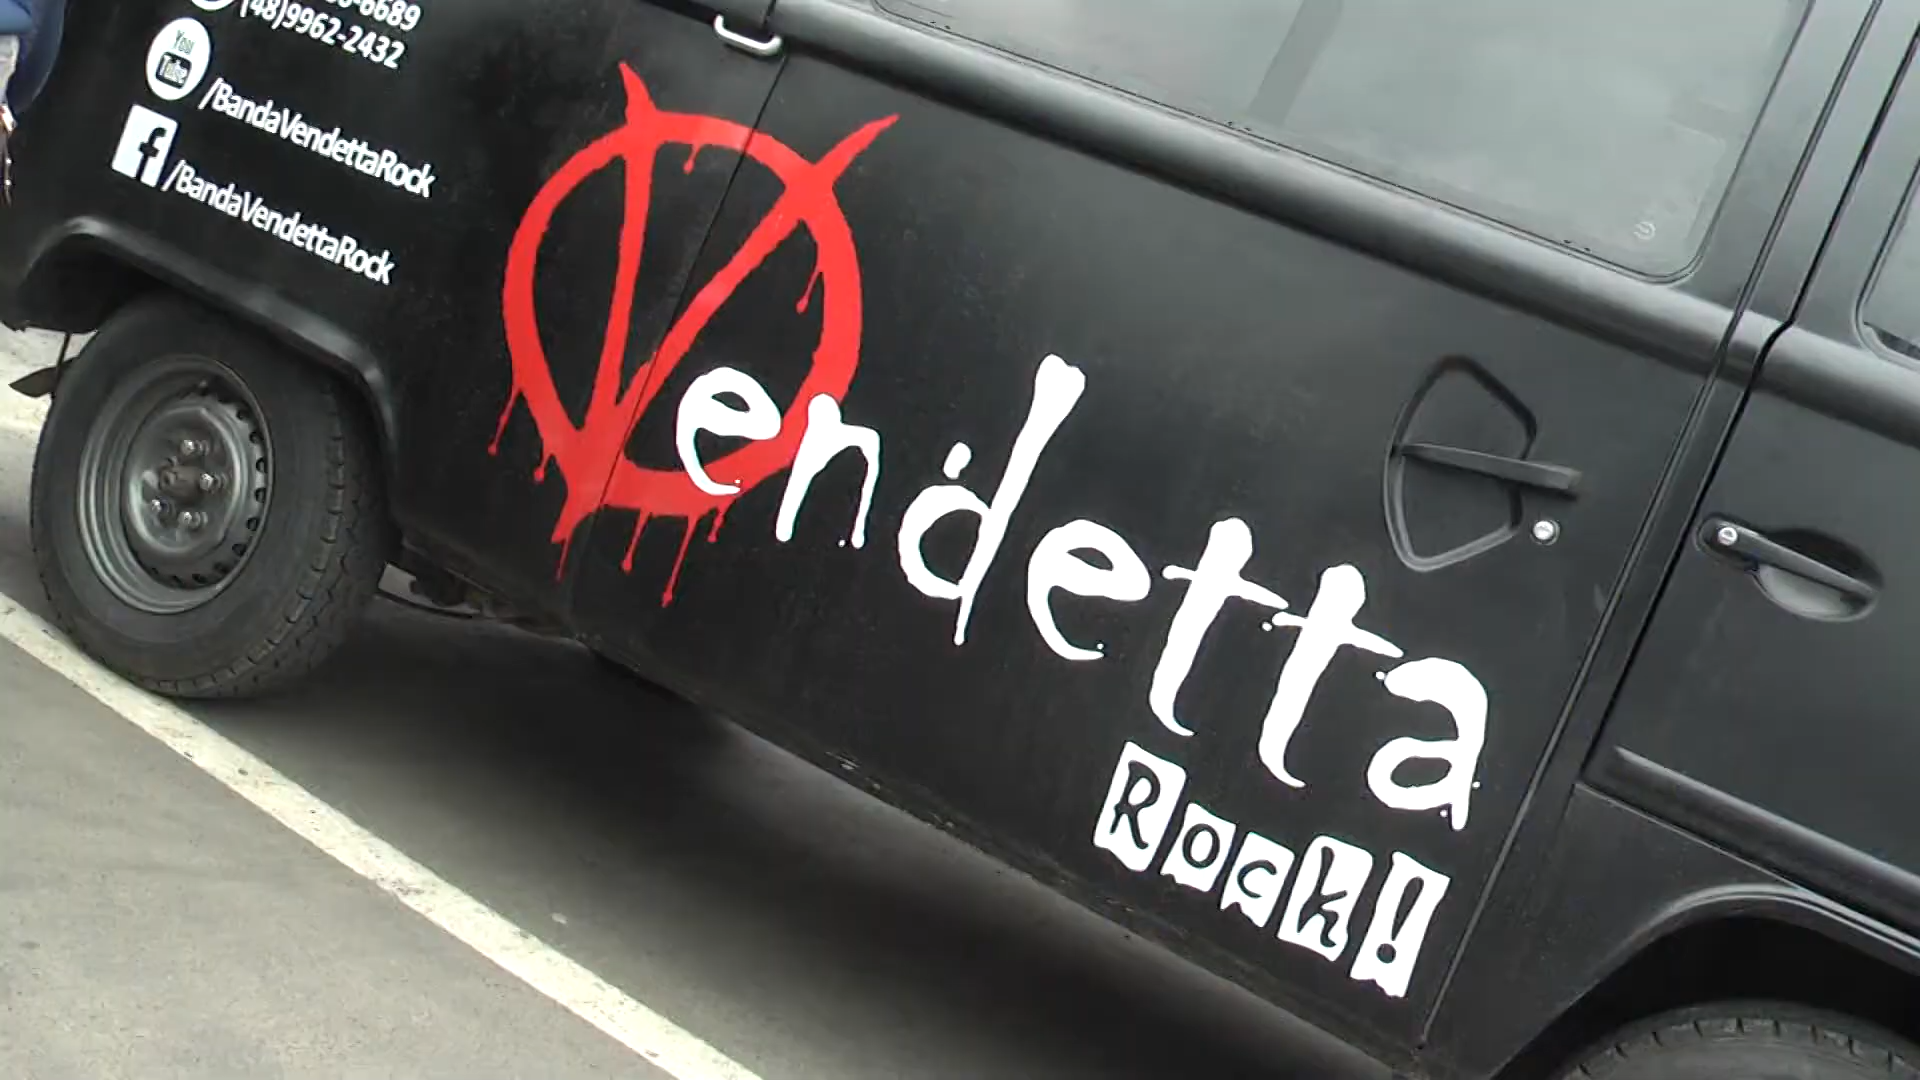 (48)9962-2432
You
Tube
/BandaVendettaRock
f /BandaVendettaRock
Vendetta
Rock!